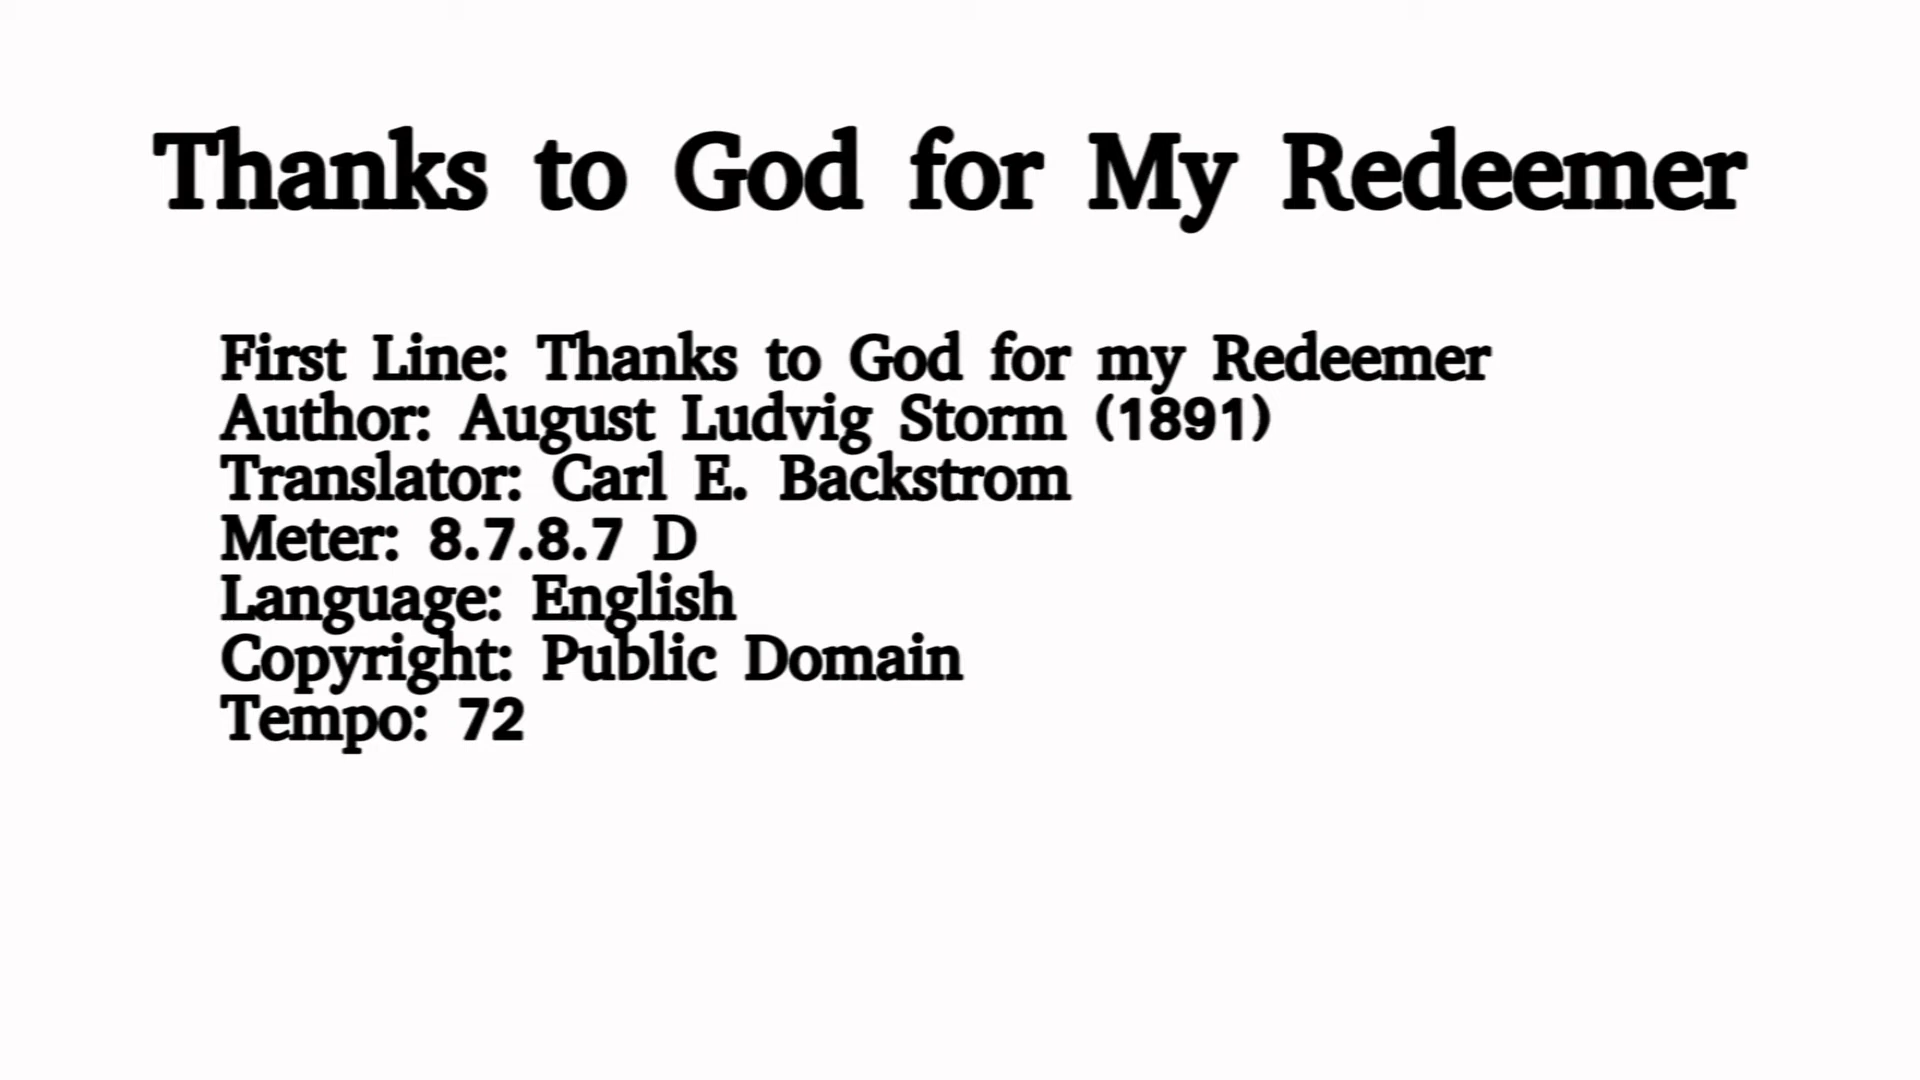 Thanks to God for My Redeemer
First Line: Thanks to God for my Redeemer
Author: August Ludvig Storm (1891)
Translator: Carl E. Backstrom
Meter: 8.7.8.7 D
Language: English
Copyright: Public Domain
Tempo: 72